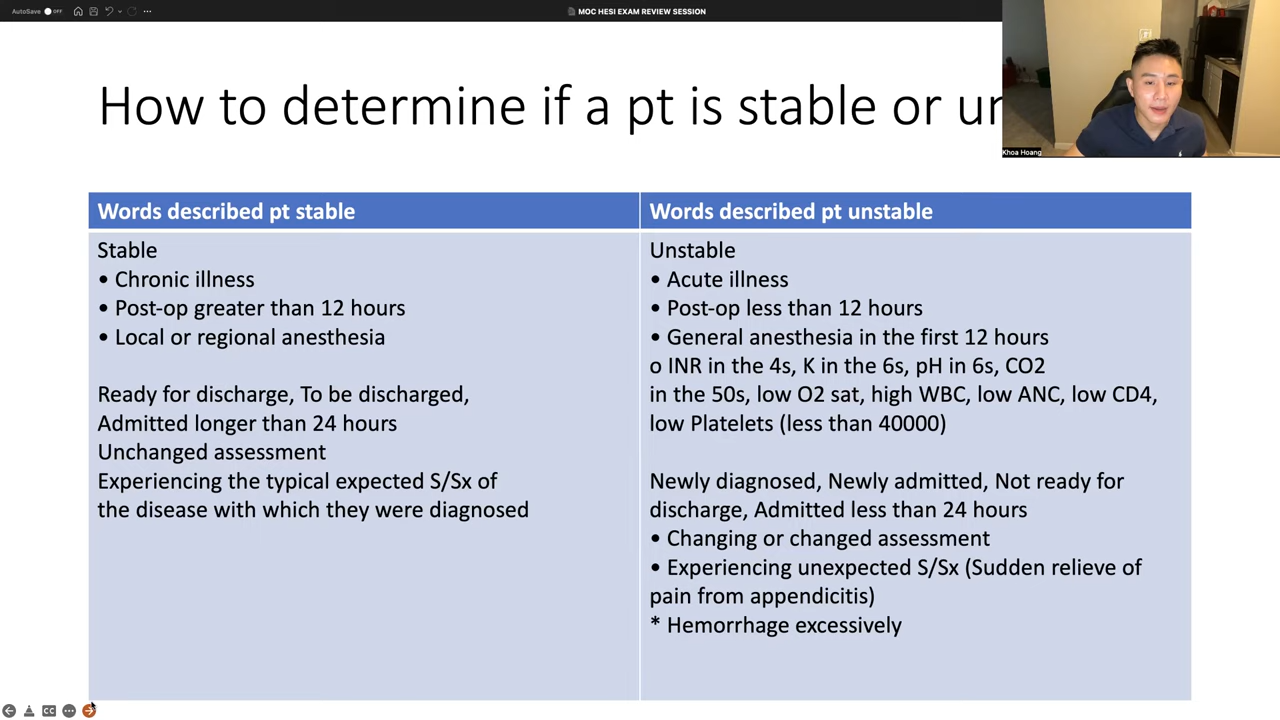 AutoSave OFF
MOC HESI EXAM REVIEW SESSION
How to determine if a pt is stable or un
Khoa Hoang
Words described pt stable
Stable
• Chronic illness
• Post-op greater than 12 hours
• Local or regional anesthesia
Ready for discharge, To be discharged,
Admitted longer than 24 hours
Unchanged assessment
Experiencing the typical expected S/Sx of
the disease with which they were diagnosed
Words described pt unstable
Unstable
• Acute illness
• Post-op less than 12 hours
• General anesthesia in the first 12 hours
o INR in the 4s, K in the 6s, pH in 6s, CO2
in the 50s, low O2 sat, high WBC, low ANC, low CD4,
low Platelets (less than 40000)
Newly diagnosed, Newly admitted, Not ready for
discharge, Admitted less than 24 hours
• Changing or changed assessment
• Experiencing unexpected S/Sx (Sudden relieve of
pain from appendicitis)
* Hemorrhage excessively
CC